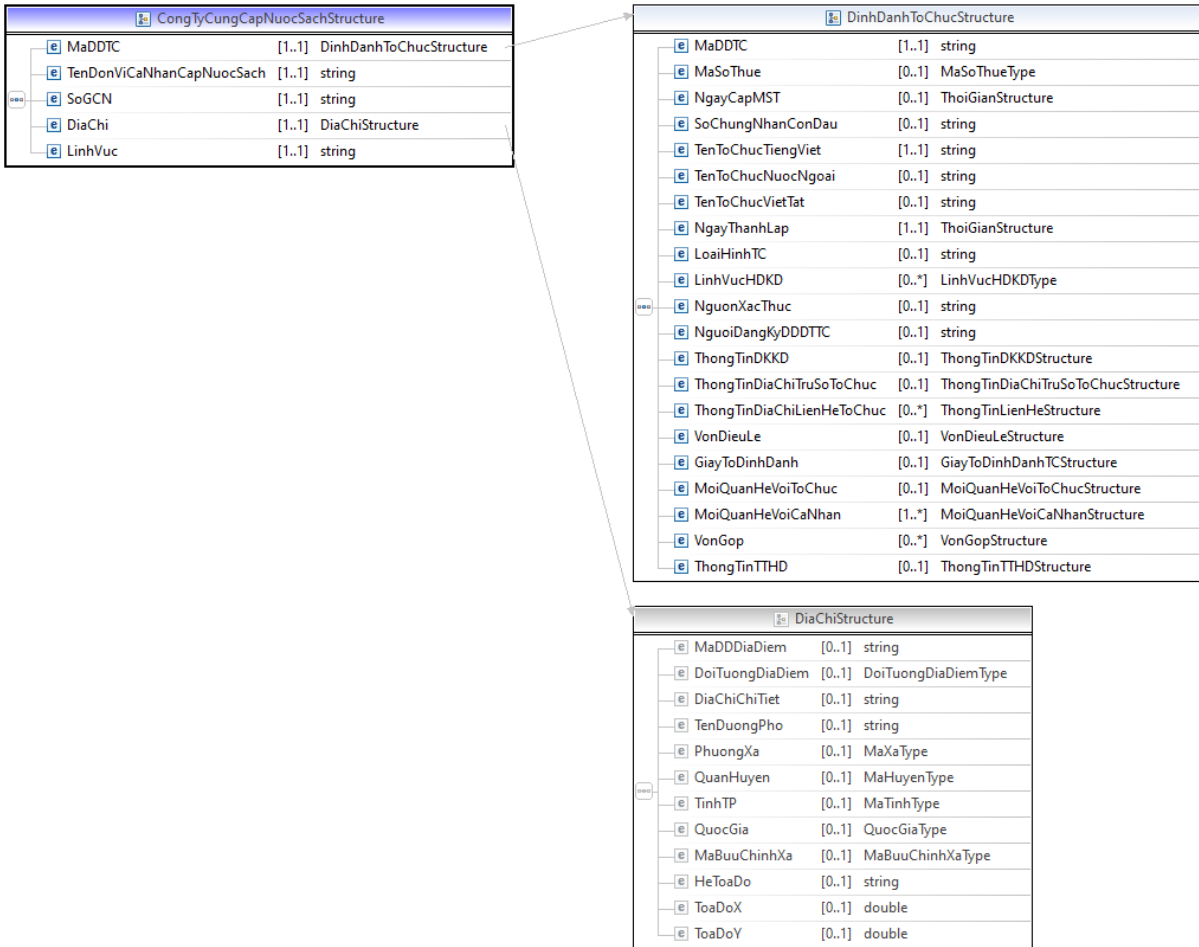 CongTyCungCapNuocSachStructure
MaDDTC [1..1] DinhDanhToChucStructure
TenDonViCaNhanCapNuocSach [1..1] string
SoGCN [1..1] string
DiaChi [1..1] DiaChiStructure
LinhVuc [1..1] string
DinhDanhToChucStructure
MaDDTC [1..1] string
MaSoThue [0..1] MaSoThueType
NgayCapMST [0..1] ThoiGianStructure
SoChungNhanConDau [0..1] string
TenToChucTiengViet [1..1] string
TenToChucNuocNgoai [0..1] string
TenToChucVietTat [0..1] string
NgayThanhLap [1..1] ThoiGianStructure
LoaiHinhTC [0..1] string
LinhVucHDKD [0..*] LinhVucHDKDType
NguonXacThuc [0..1] string
NguoiDangKyDDDTTC [0..1] string
ThongTinDKKD [0..1] ThongTinDKKDStructure
ThongTinDiaChiTruSoToChuc [0..1] ThongTinDiaChiTruSoToChucStructure
ThongTinDiaChiLienHeToChuc [0..*] ThongTinLienHeStructure
VonDieuLe [0..1] VonDieuLeStructure
GiayToDinhDanh [0..1] GiayToDinhDanhTCStructure
MoiQuanHeVoiToChuc [0..1] MoiQuanHeVoiToChucStructure
MoiQuanHeVoiCaNhan [1..*] MoiQuanHeVoiCaNhanStructure
VonGop [0..*] VonGopStructure
ThongTinTTHD [0..1] ThongTinTTHDStructure
DiaChiStructure
MaDDDiaDiem [0..1] string
DoiTuongDiaDiem [0..1] DoiTuongDiaDiemType
DiaChiChiTiet [0..1] string
TenDuongPho [0..1] string
PhuongXa [0..1] MaXaType
QuanHuyen [0..1] MaHuyenType
TinhTP [0..1] MaTinhType
QuocGia [0..1] QuocGiaType
MaBuuChinhXa [0..1] MaBuuChinhXaType
HeToaDo [0..1] string
ToaDoX [0..1] double
ToaDoY [0..1] double